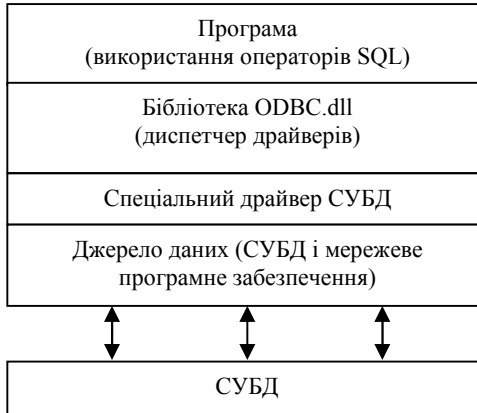 Програма
(використання операторів SQL)
Бібліотека ODBC.dll
(диспетчер драйверів)
Спеціальний драйвер СУБД
Джерело даних (СУБД і мережеве
програмне забезпечення)
СУБД